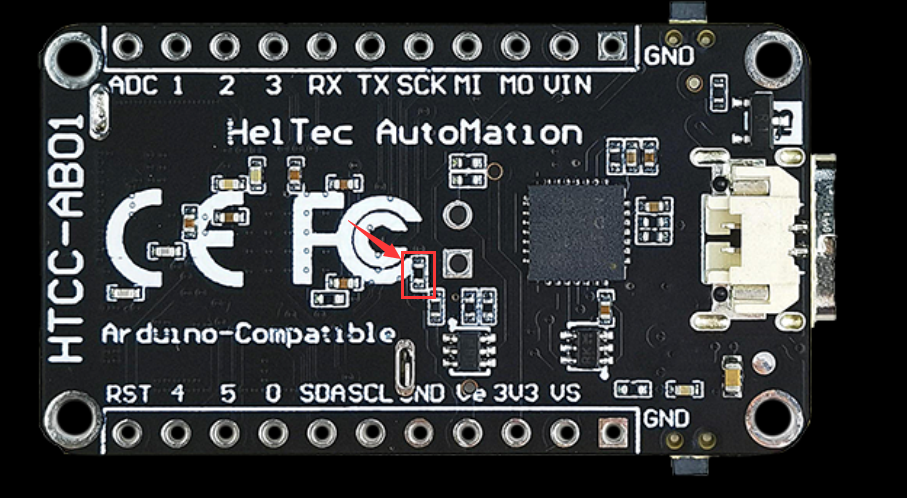 GND
ADC 1 2 3 RX TX SCK MI MO VIN
HelTec AutoMation
HTCC-AB01
CE FC
Arduino-Compatible
RST 4 5 0 SDA SCL GND Ve 3V3 VS
GND